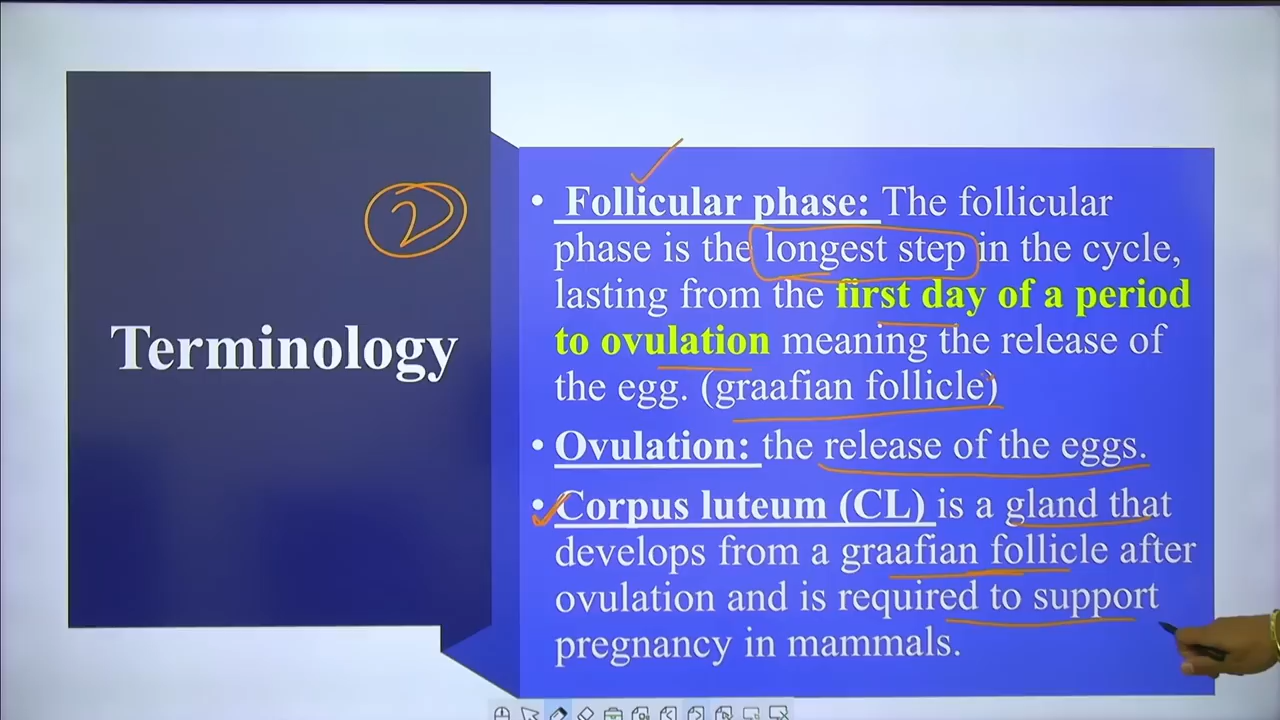 2
Terminology
• Follicular phase: The follicular
phase is the longest step in the cycle,
lasting from the first day of a period
to ovulation meaning the release of
the egg. (graafian follicle)
• Ovulation: the release of the eggs.
• Corpus luteum (CL) is a gland that
develops from a graafian follicle after
ovulation and is required to support
pregnancy in mammals.